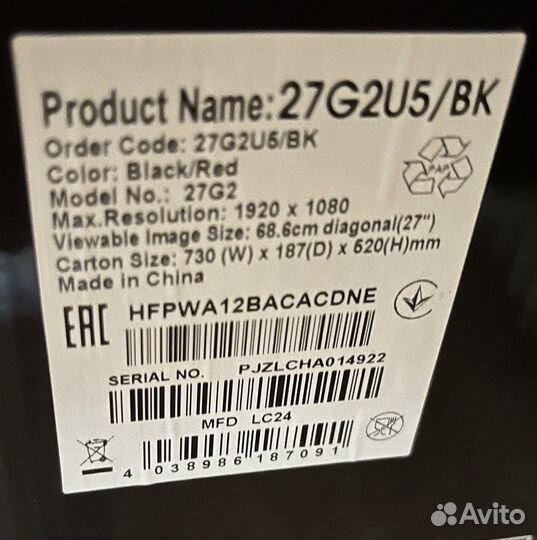 Product Name: 27G2U5/BK
Order Code: 27G2U5/BK
Color: Black/Red
Model No.: 27G2
Max.Resolution: 1920 x 1080
Viewable Image Size: 68.6cm diagonal(27")
Carton Size: 730 (W) x 187(D) x 520(H)mm
Made in China
PAP
EAC
HFPWA12BACACDNE
SERIAL NO. PJZLCHA014922
MFD LC24
4 038986 187091
Avito